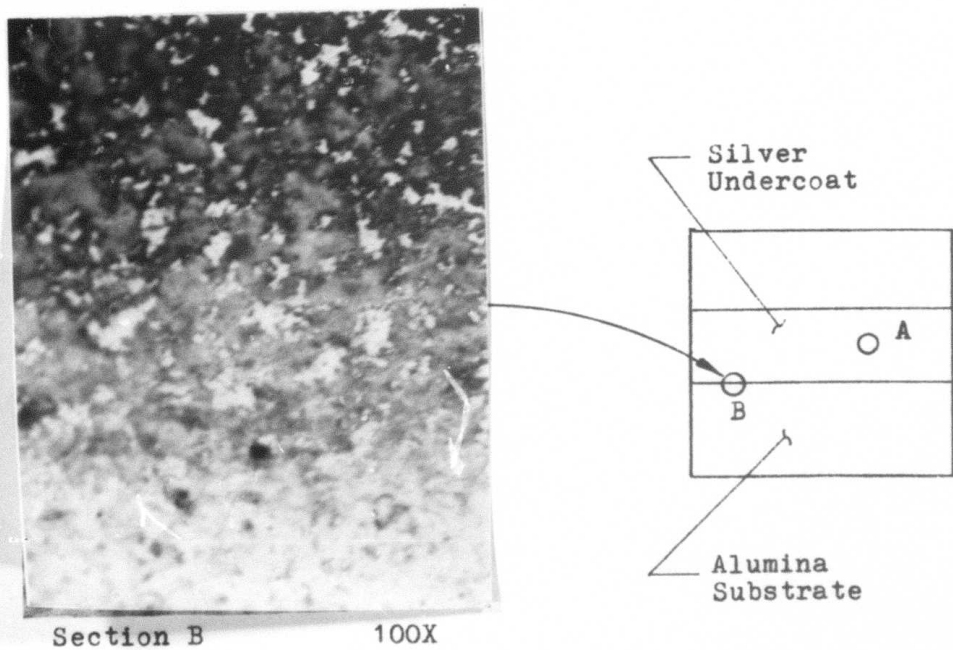 Silver
Undercoat
A
B
Alumina
Substrate
Section B 100X